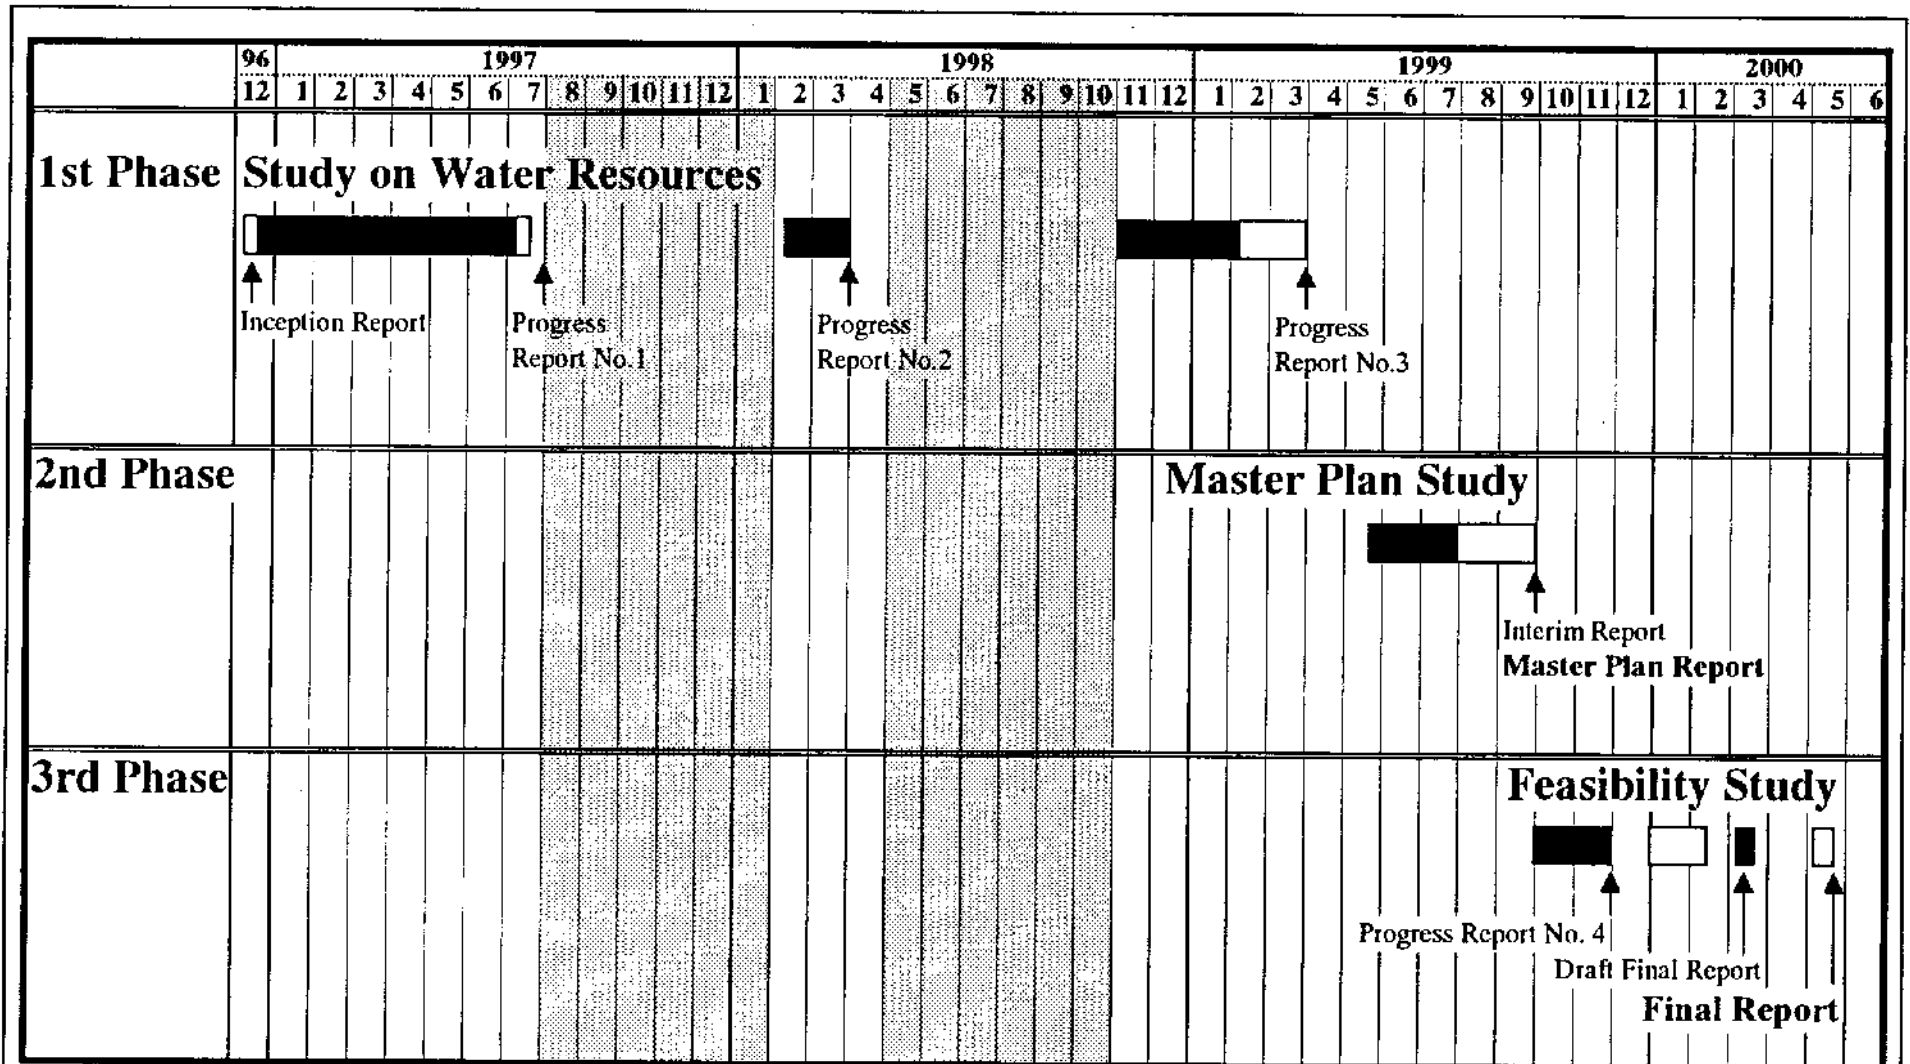 96 1997 1998 1999 2000
12 1 2 3 4 5 6 7 8 9 10 11 12 1 2 3 4 5 6 7 8 9 10 11 12 1 2 3 4 5 6 7 8 9 10 11 12 1 2 3 4 5 6
1st Phase Study on Water Resources
Inception Report
Progress
Report No.1
Progress
Report No.2
Progress
Report No.3
2nd Phase Master Plan Study
Interim Report
Master Plan Report
3rd Phase Feasibility Study
Progress Report No. 4
Draft Final Report
Final Report